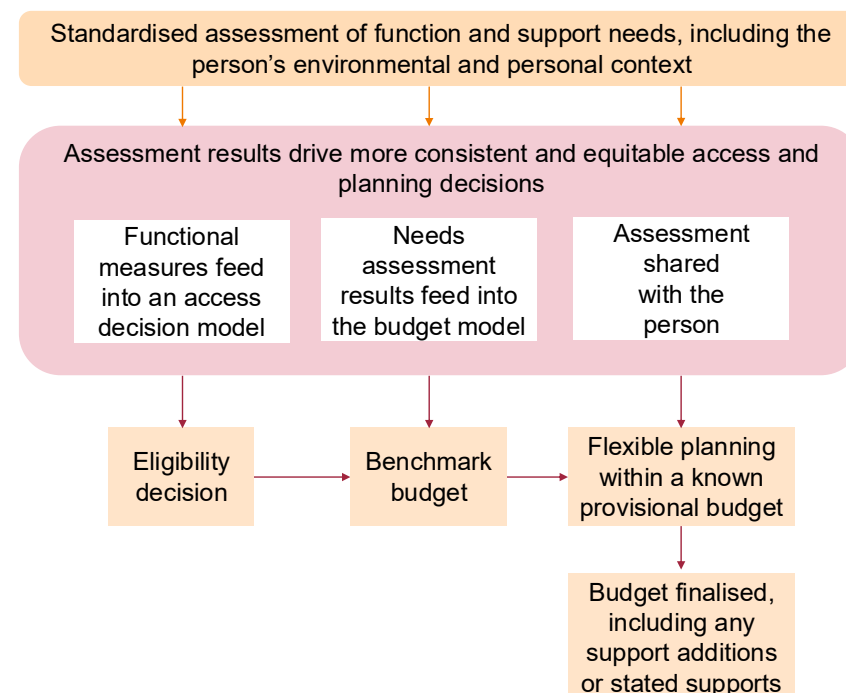 Standardised assessment of function and support needs, including the
person’s environmental and personal context
Assessment results drive more consistent and equitable access and
planning decisions
Functional
measures feed
into an access
decision model
Needs
assessment
results feed into
the budget model
Assessment
shared
with the
person
Eligibility
decision
Benchmark
budget
Flexible planning
within a known
provisional budget
Budget finalised,
including any
support additions
or stated supports